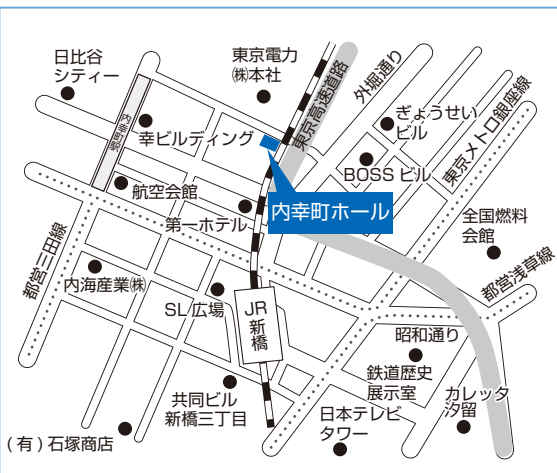 日比谷
シティー
東京電力
㈱本社
外堀通り
東京高速道路
ぎょうせい
ビル
東京メトロ銀座線
内幸町駅
幸ビルディング
BOSS ビル
航空会館
内幸町ホール
第一ホテル
全国燃料
会館
都営三田線
都営浅草線
内海産業㈱
SL 広場
JR
新橋
昭和通り
鉄道歴史
展示室
共同ビル
新橋三丁目
日本テレビ
タワー
カレッタ
汐留
( 有 ) 石塚商店